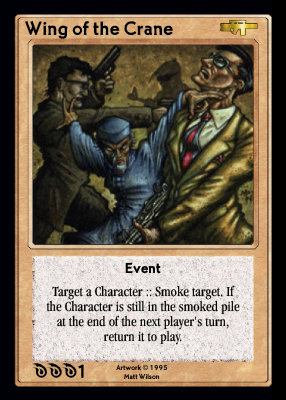 Wing of the Crane
Event
Target a Character :: Smoke target. If
the Character is still in the smoked pile
at the end of the next player's turn,
return it to play.
1
Artwork © 1995
Matt Wilson